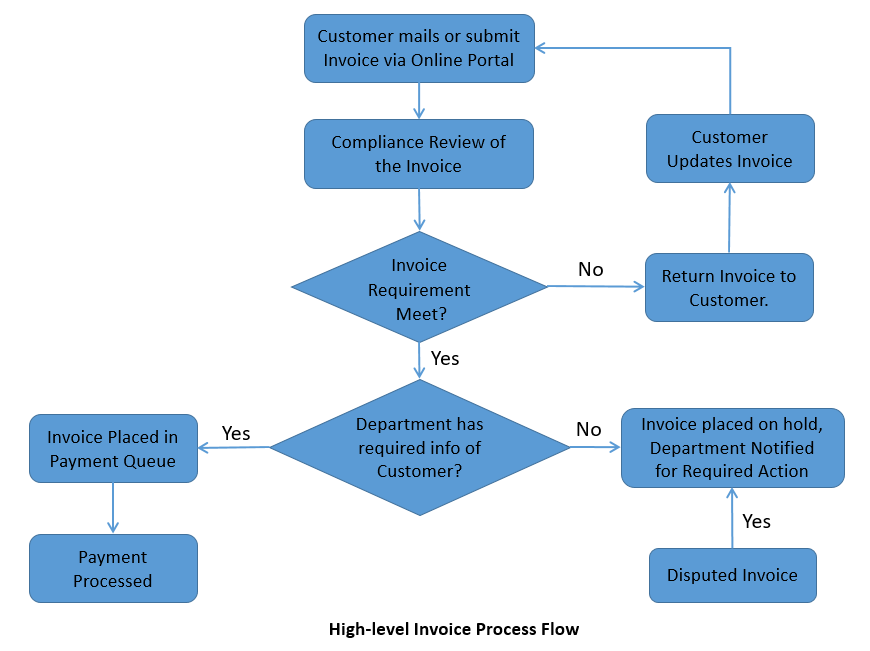 Customer mails or submit
Invoice via Online Portal
Compliance Review of
the Invoice
Customer
Updates Invoice
Invoice
Requirement
Meet?
No
Return Invoice to
Customer.
Yes
Department has
required info of
Customer?
Yes
Invoice Placed in
Payment Queue
No
Invoice placed on hold,
Department Notified
for Required Action
Payment
Processed
Yes
Disputed Invoice
High-level Invoice Process Flow